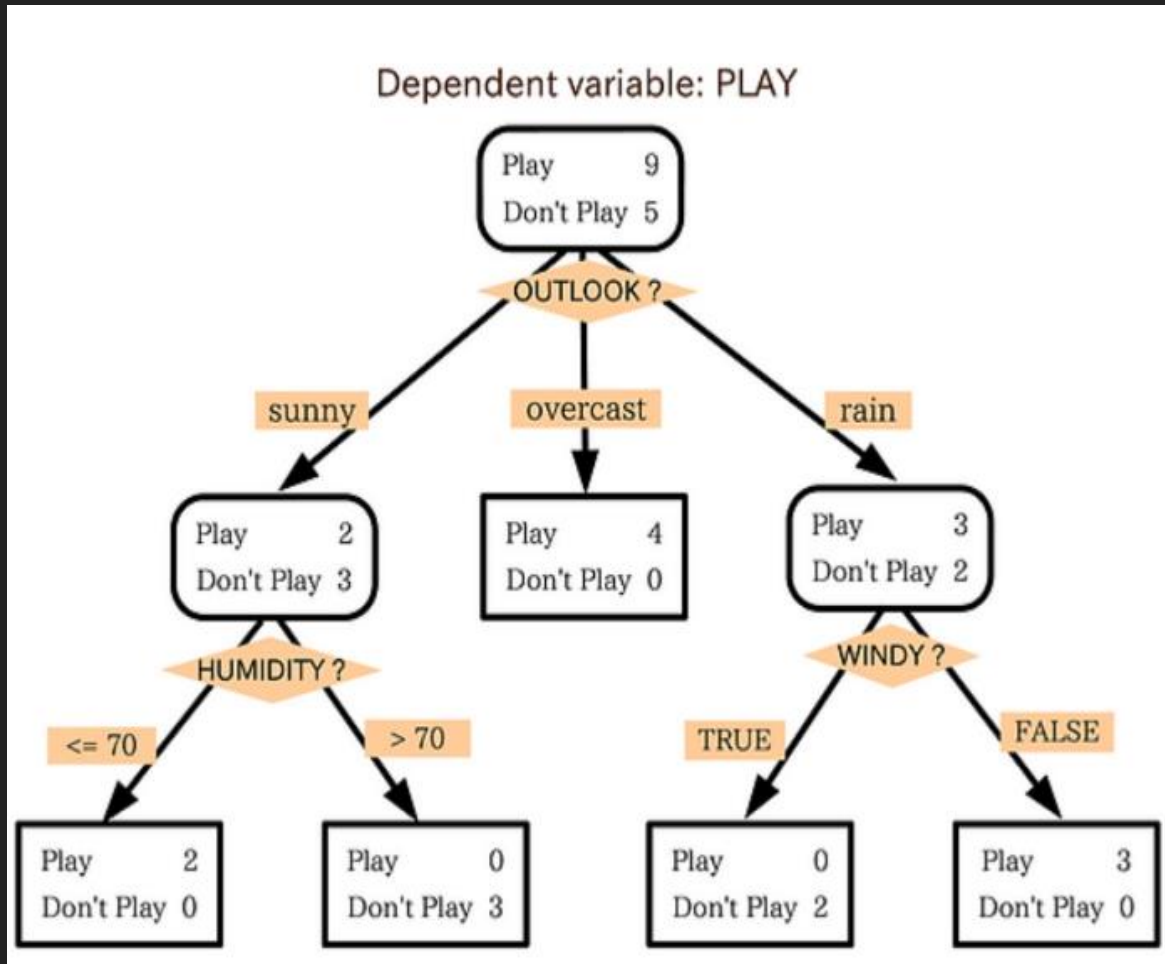 Dependent variable: PLAY
Play 9
Don't Play 5
OUTLOOK ?
sunny
overcast
rain
Play 2
Don't Play 3
Play 4
Don't Play 0
Play 3
Don't Play 2
HUMIDITY ?
WINDY ?
<= 70
> 70
TRUE
FALSE
Play 2
Don't Play 0
Play 0
Don't Play 3
Play 0
Don't Play 2
Play 3
Don't Play 0